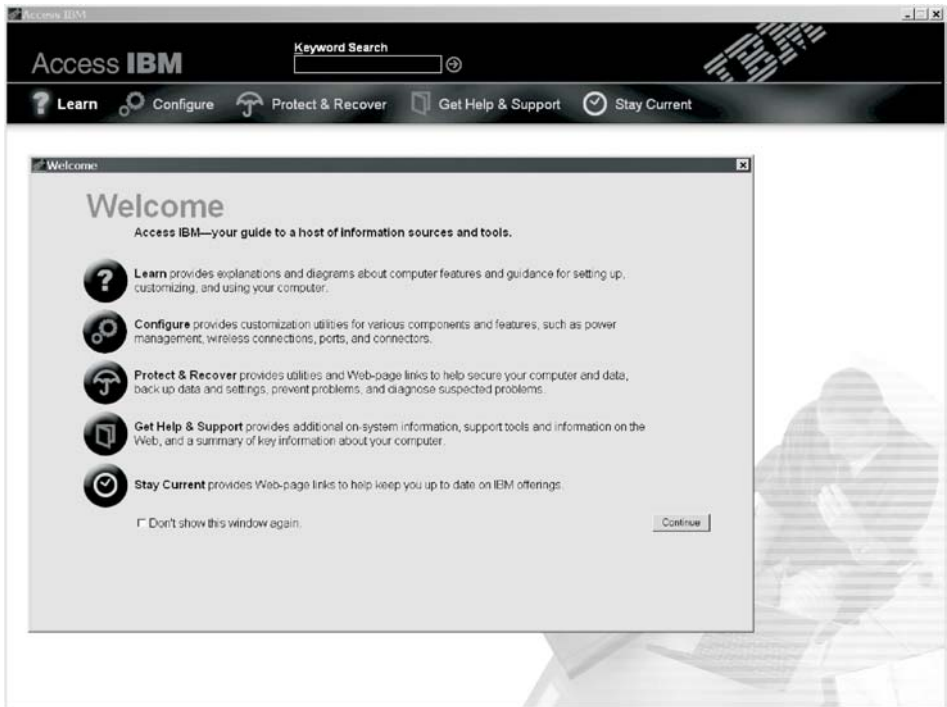 Access IBM
Keyword Search
Access IBM
IBM
Learn
Configure
Protect & Recover
Get Help & Support
Stay Current
Welcome
Welcome
Access IBM—your guide to a host of information sources and tools.
Learn provides explanations and diagrams about computer features and guidance for setting up,
customizing, and using your computer.
Configure provides customization utilities for various components and features, such as power
management, wireless connections, ports, and connectors.
Protect & Recover provides utilities and Web-page links to help secure your computer and data,
back up data and settings, prevent problems, and diagnose suspected problems.
Get Help & Support provides additional on-system information, support tools and information on the
Web, and a summary of key information about your computer.
Stay Current provides Web-page links to help keep you up to date on IBM offerings.
Don't show this window again.
Continue